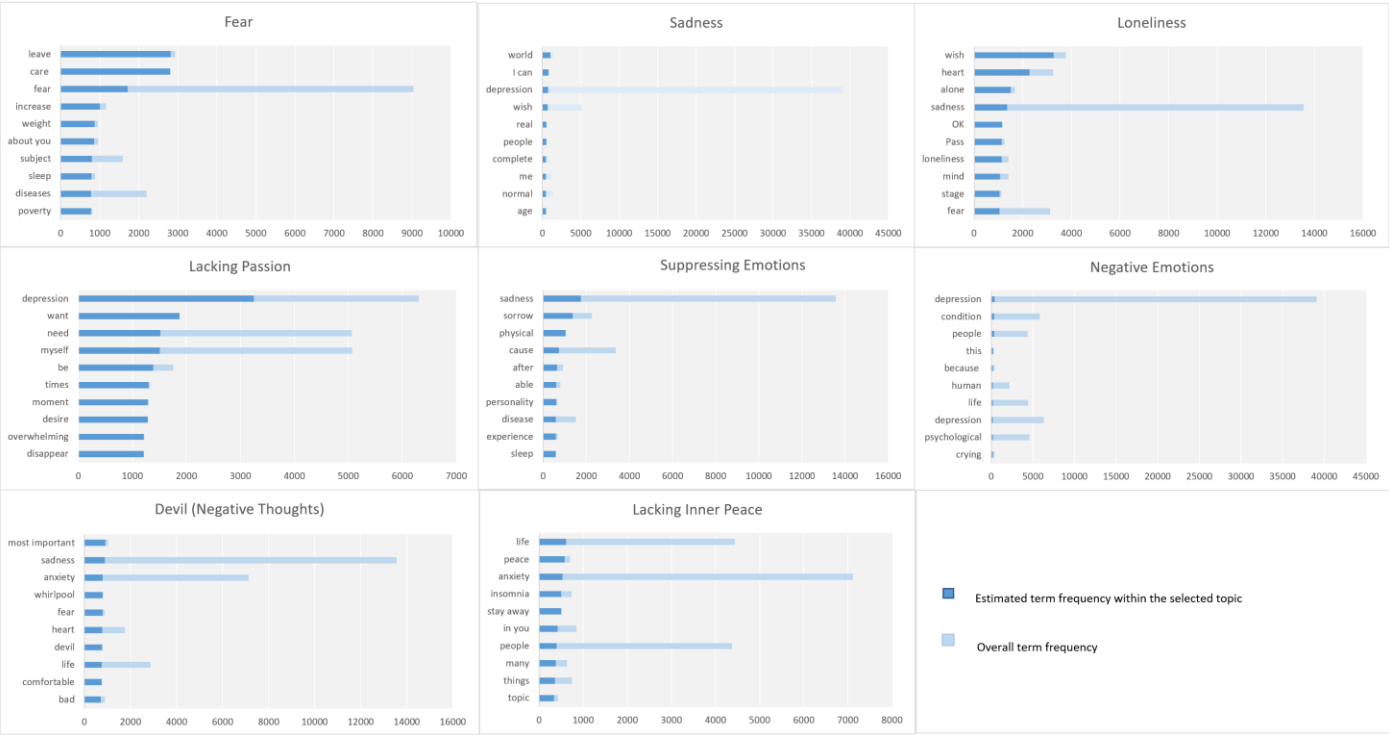 Fear
leave
care
fear
increase
weight
about you
subject
sleep
diseases
poverty
0 1000 2000 3000 4000 5000 6000 7000 8000 9000 10000
Sadness
world
I can
depression
wish
real
people
complete
me
normal
age
0 5000 10000 15000 20000 25000 30000 35000 40000 45000
Loneliness
wish
heart
alone
sadness
OK
Pass
loneliness
mind
stage
fear
0 2000 4000 6000 8000 10000 12000 14000 16000
Lacking Passion
depression
want
need
myself
be
times
moment
desire
overwhelming
disappear
0 1000 2000 3000 4000 5000 6000 7000
Suppressing Emotions
sadness
sorrow
physical
cause
after
able
personality
disease
experience
sleep
0 2000 4000 6000 8000 10000 12000 14000 16000
Negative Emotions
depression
condition
people
this
because
human
life
depression
psychological
crying
0 5000 10000 15000 20000 25000 30000 35000 40000 45000
Devil (Negative Thoughts)
most important
sadness
anxiety
whirlpool
fear
heart
devil
life
comfortable
bad
0 2000 4000 6000 8000 10000 12000 14000 16000
Lacking Inner Peace
life
peace
anxiety
insomnia
stay away
in you
people
many
things
topic
0 1000 2000 3000 4000 5000 6000 7000 8000
Estimated term frequency within the selected topic
Overall term frequency